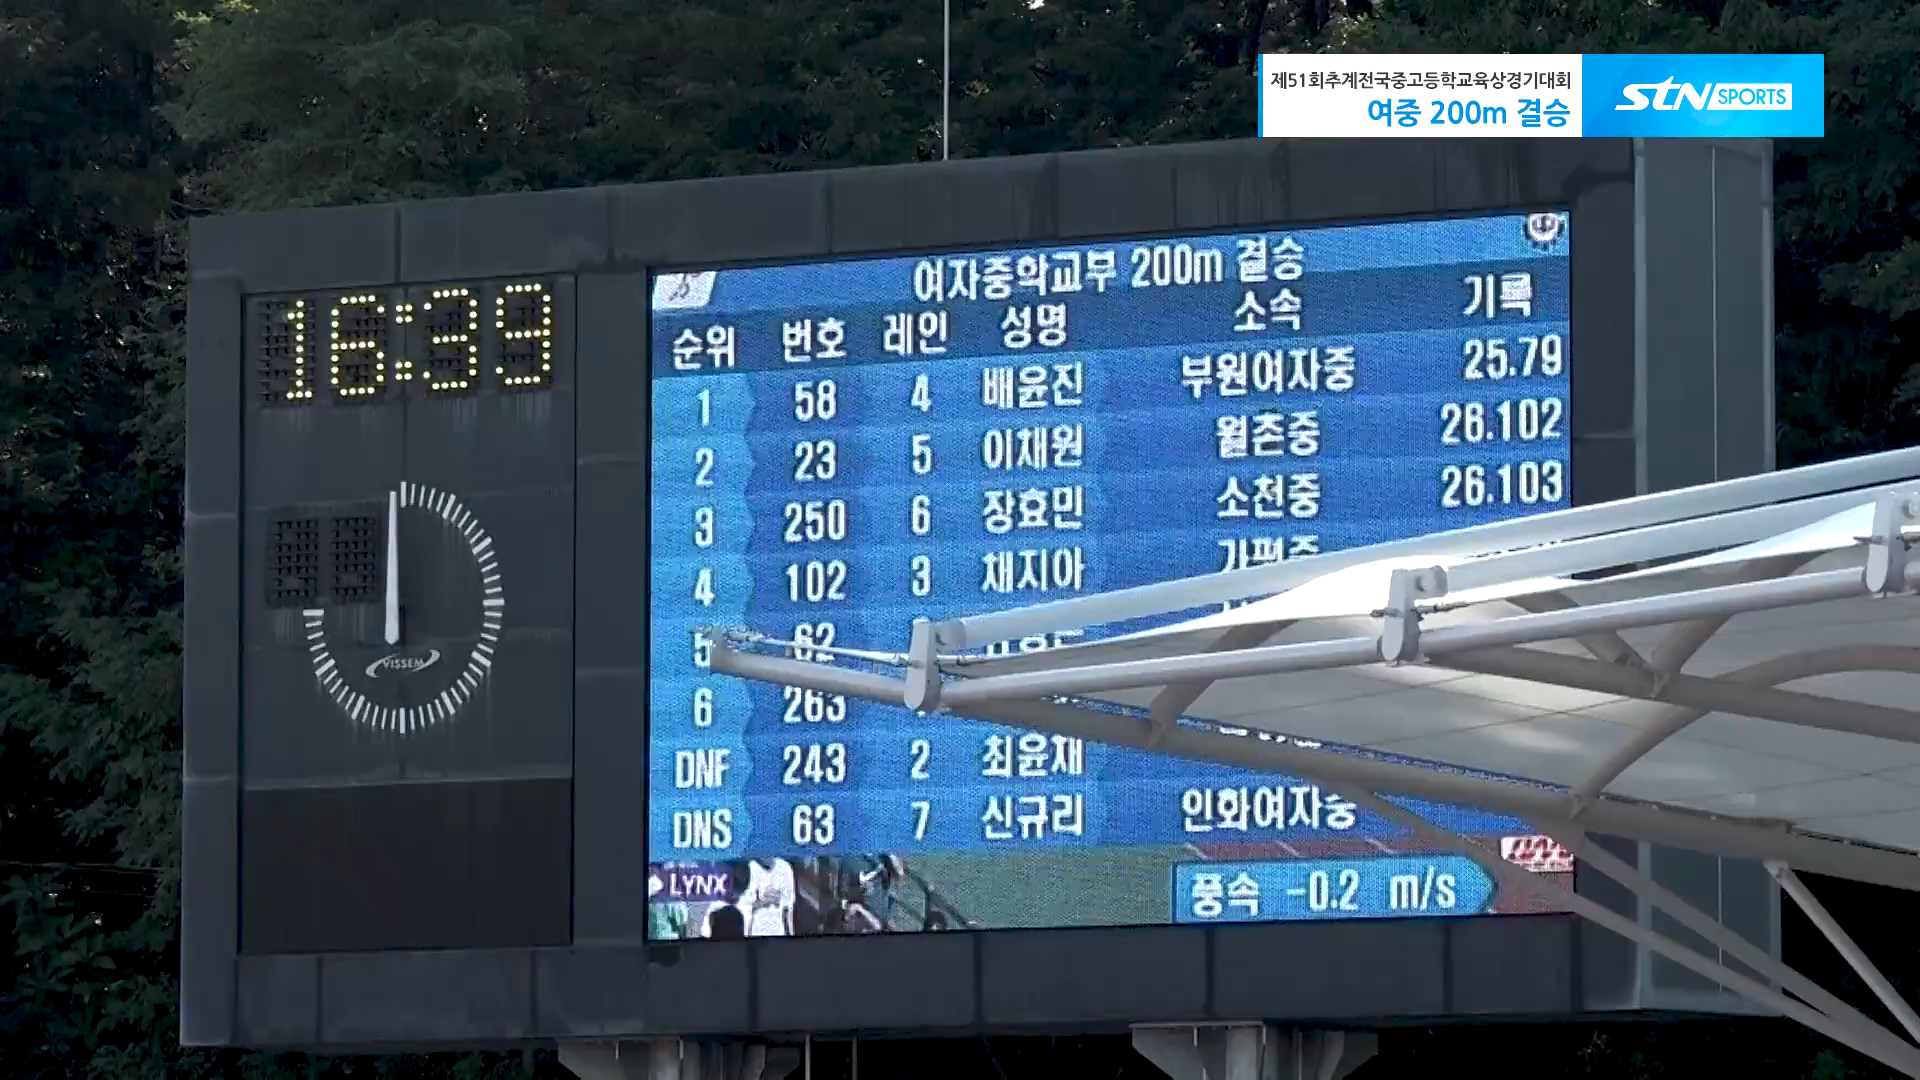 제51회추계전국중고등학교육상경기대회
여중 200m 결승
STN SPORTS
16:39
VISSEM
여자중학교부 200m 결승
순위 번호 레인 성명 소속 기록
1 58 4 배윤진 부원여자중 25.79
2 23 5 이채원 월촌중 26.102
3 250 6 장효민 소천중 26.103
4 102 3 채지아 가평중
5 62
6 263
DNF 243 2 최윤채
DNS 63 7 신규리 인화여자중
LYNX
풍속 -0.2 m/s